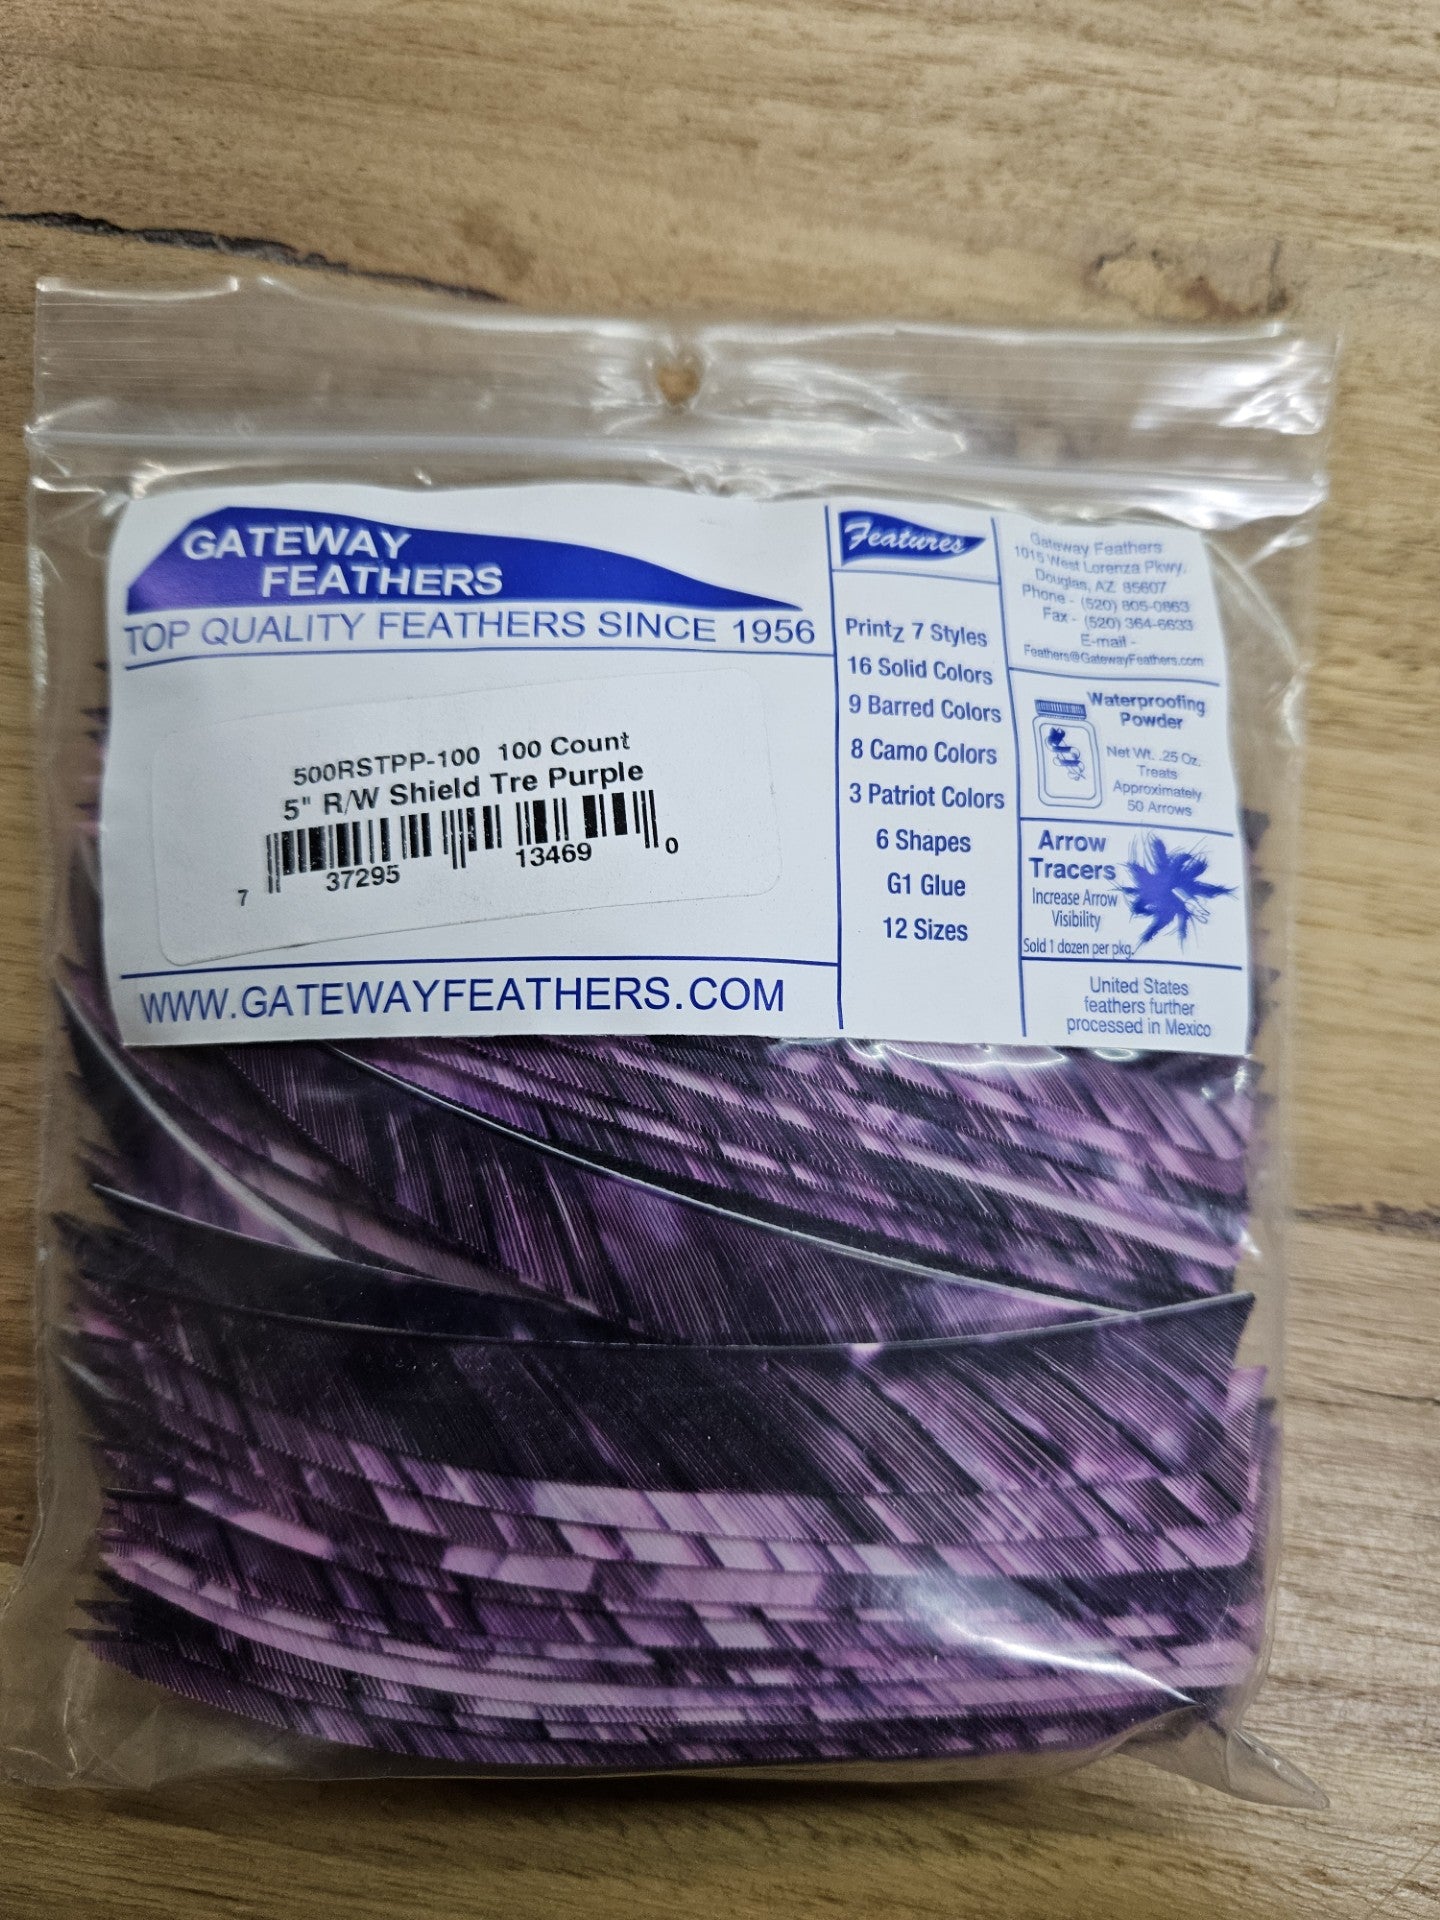 GATEWAY
FEATHERS
TOP QUALITY FEATHERS SINCE 1956
500RSTPP-100 100 Count
5" R/W Shield Tre Purple
7 37295 13469 0
WWW.GATEWAYFEATHERS.COM
Features
Printz 7 Styles
16 Solid Colors
9 Barred Colors
8 Camo Colors
3 Patriot Colors
6 Shapes
G1 Glue
12 Sizes
Gateway Feathers
1015 West Lorenza Pkwy.
Douglas, AZ 85607
Phone - (520) 805-0863
Fax - (520) 364-6633
E-mail -
Feathers@GatewayFeathers.com
Waterproofing
Powder
Net Wt. .25 Oz.
Treats
Approximately
50 Arrows
Arrow
Tracers
Increase Arrow
Visibility
Sold 1 dozen per pkg.
United States
feathers further
processed in Mexico